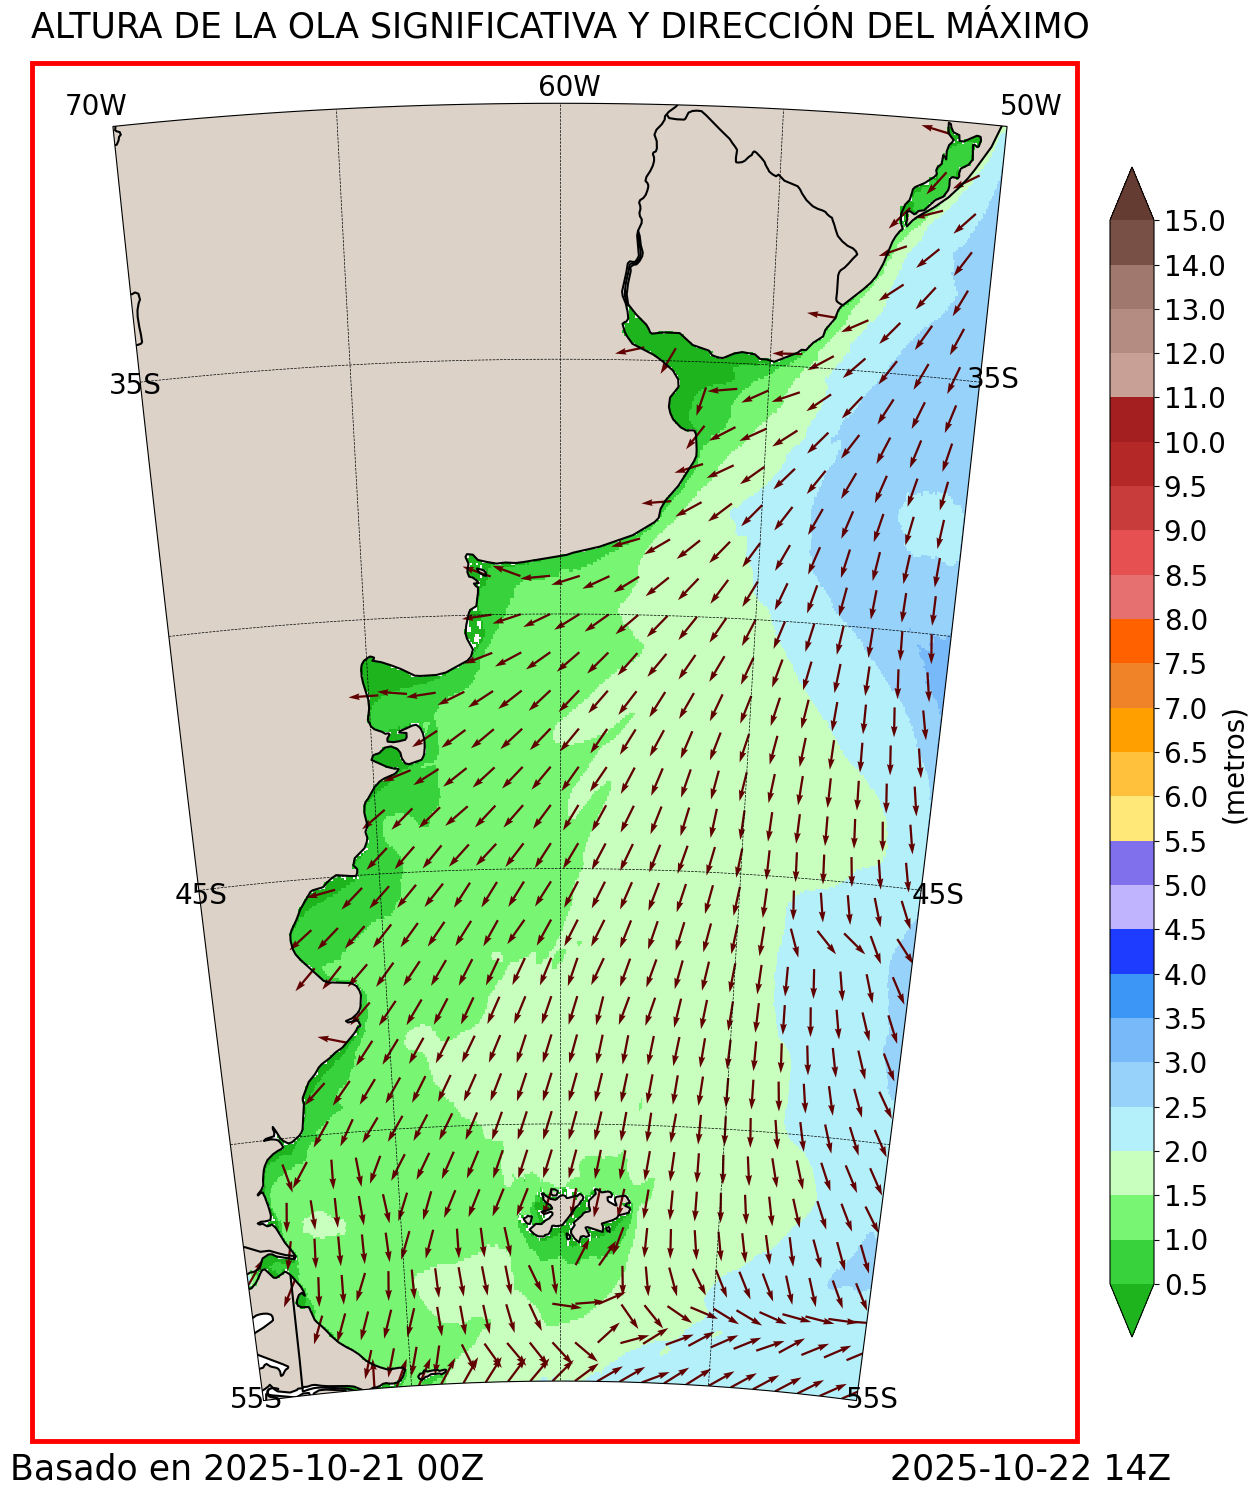 ALTURA DE LA OLA SIGNIFICATIVA Y DIRECCIÓN DEL MÁXIMO
70W
60W
50W
35S
35S
45S
45S
55S
55S
15.0
14.0
13.0
12.0
11.0
10.0
9.5
9.0
8.5
8.0
7.5
7.0
6.5
6.0
5.5
5.0
4.5
4.0
3.5
3.0
2.5
2.0
1.5
1.0
0.5
(metros)
Basado en 2025-10-21 00Z
2025-10-22 14Z